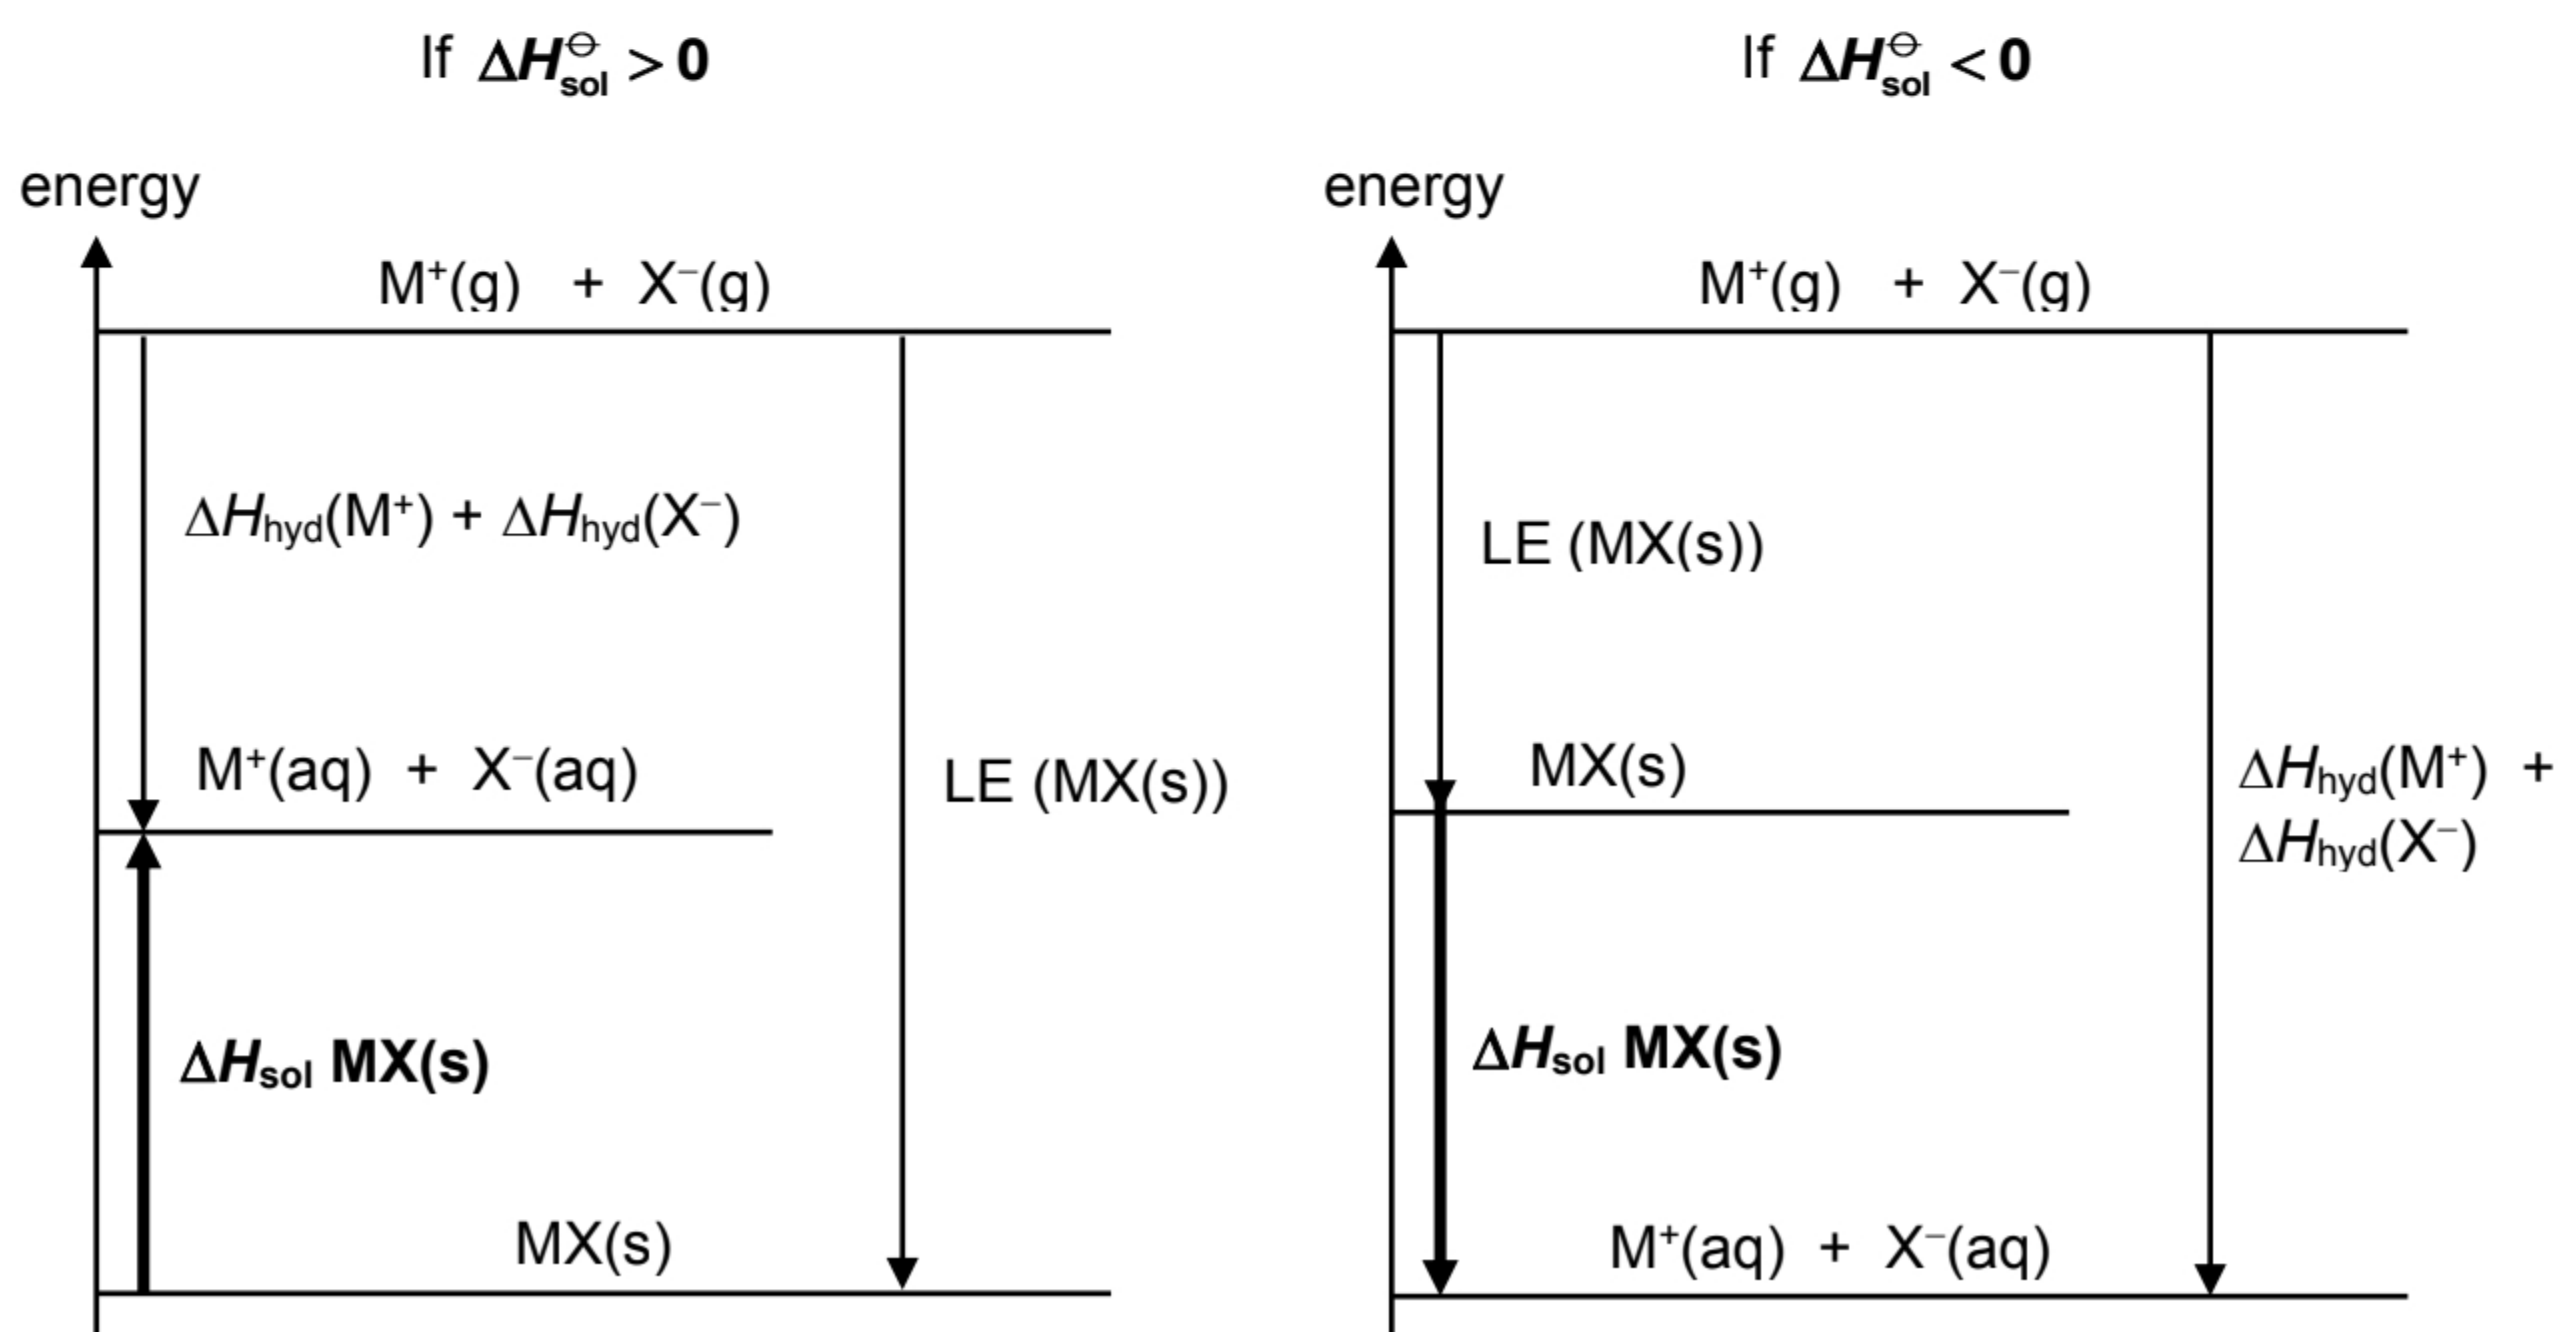 If ΔH⊖sol > 0
energy
M⁺(g) + X⁻(g)
ΔHhyd(M⁺) + ΔHhyd(X⁻)
M⁺(aq) + X⁻(aq)
LE (MX(s))
ΔHsol MX(s)
MX(s)
If ΔH⊖sol < 0
energy
M⁺(g) + X⁻(g)
LE (MX(s))
MX(s)
ΔHhyd(M⁺) +
ΔHhyd(X⁻)
ΔHsol MX(s)
M⁺(aq) + X⁻(aq)